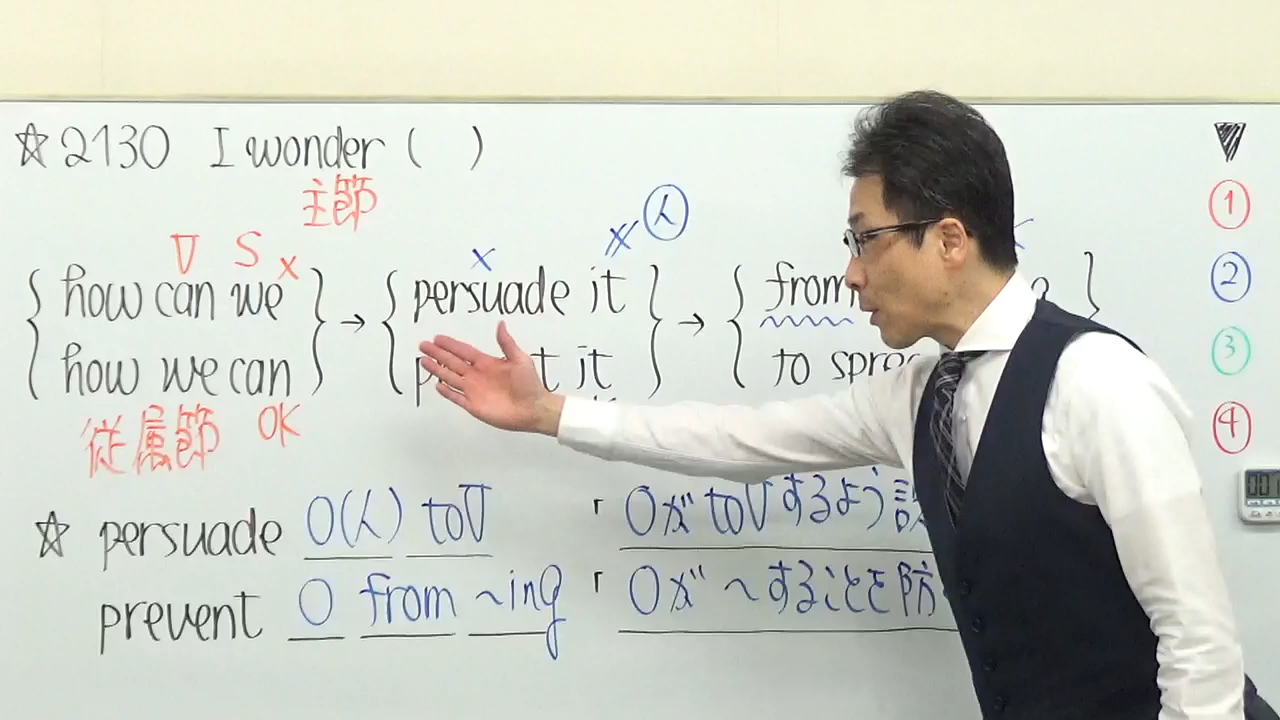 ☆2130 I wonder ( )
主節
V S x x x 人
{ how can we } → { persuade it } → { from
{ how we can } { it } { to spre
従属節 OK
☆ persuade O(人) toV 「OがtoVするよう
prevent O from ~ing 「Oが~することを防
①
②
③
④